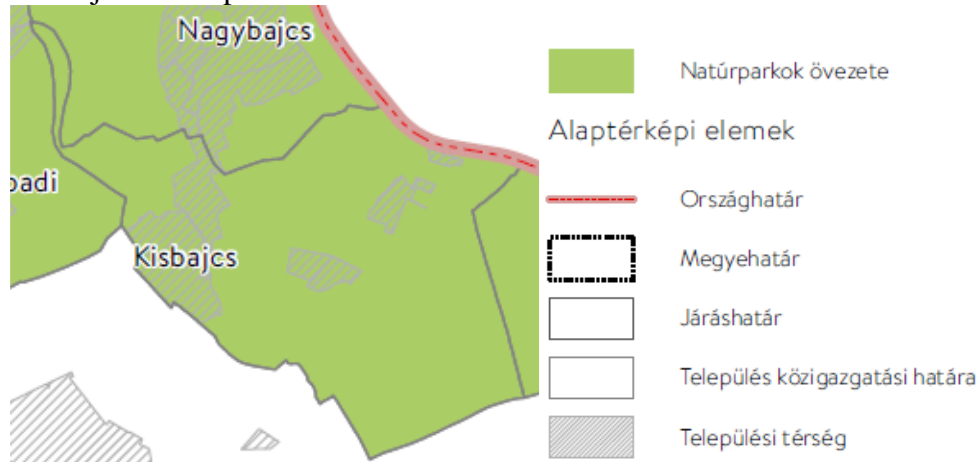 Nagybajcs
badi
Kisbajcs
Natúrparkok övezete
Alaptérképi elemek
Országhatár
Megyehatár
Járáshatár
Település közigazgatási határa
Települési térség